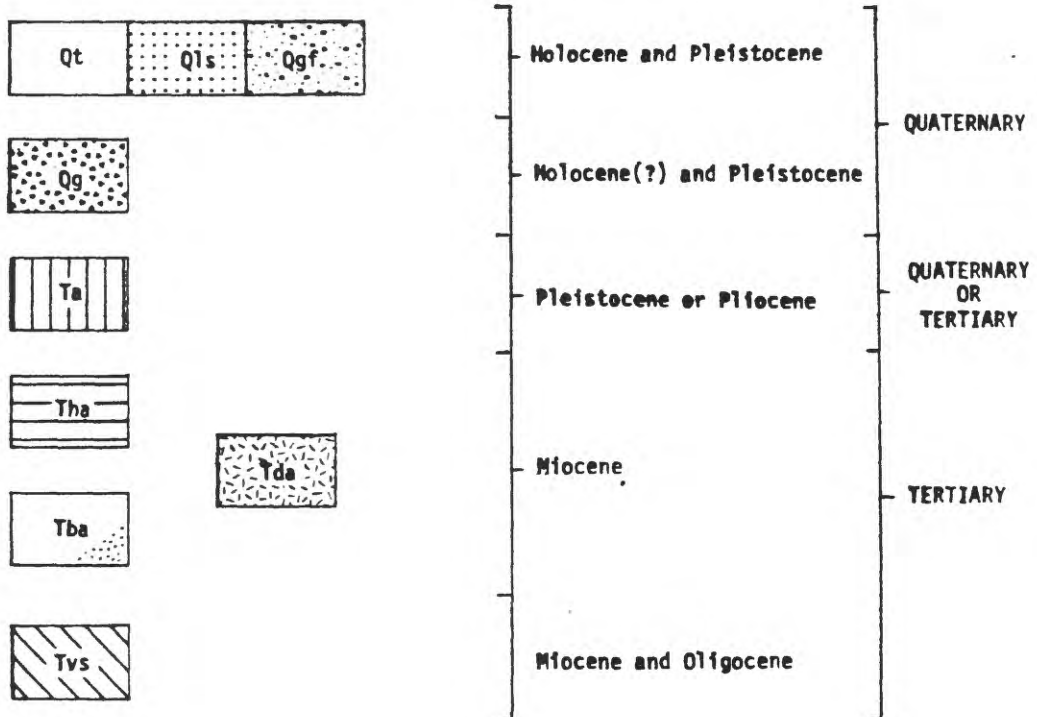 Qt Qls Qgf
Holocene and Pleistocene
QUATERNARY
Qg
Holocene(?) and Pleistocene
Ta
Pleistocene or Pliocene
QUATERNARY
OR
TERTIARY
Tha
Tda
Miocene
TERTIARY
Tba
Tvs
Miocene and Oligocene